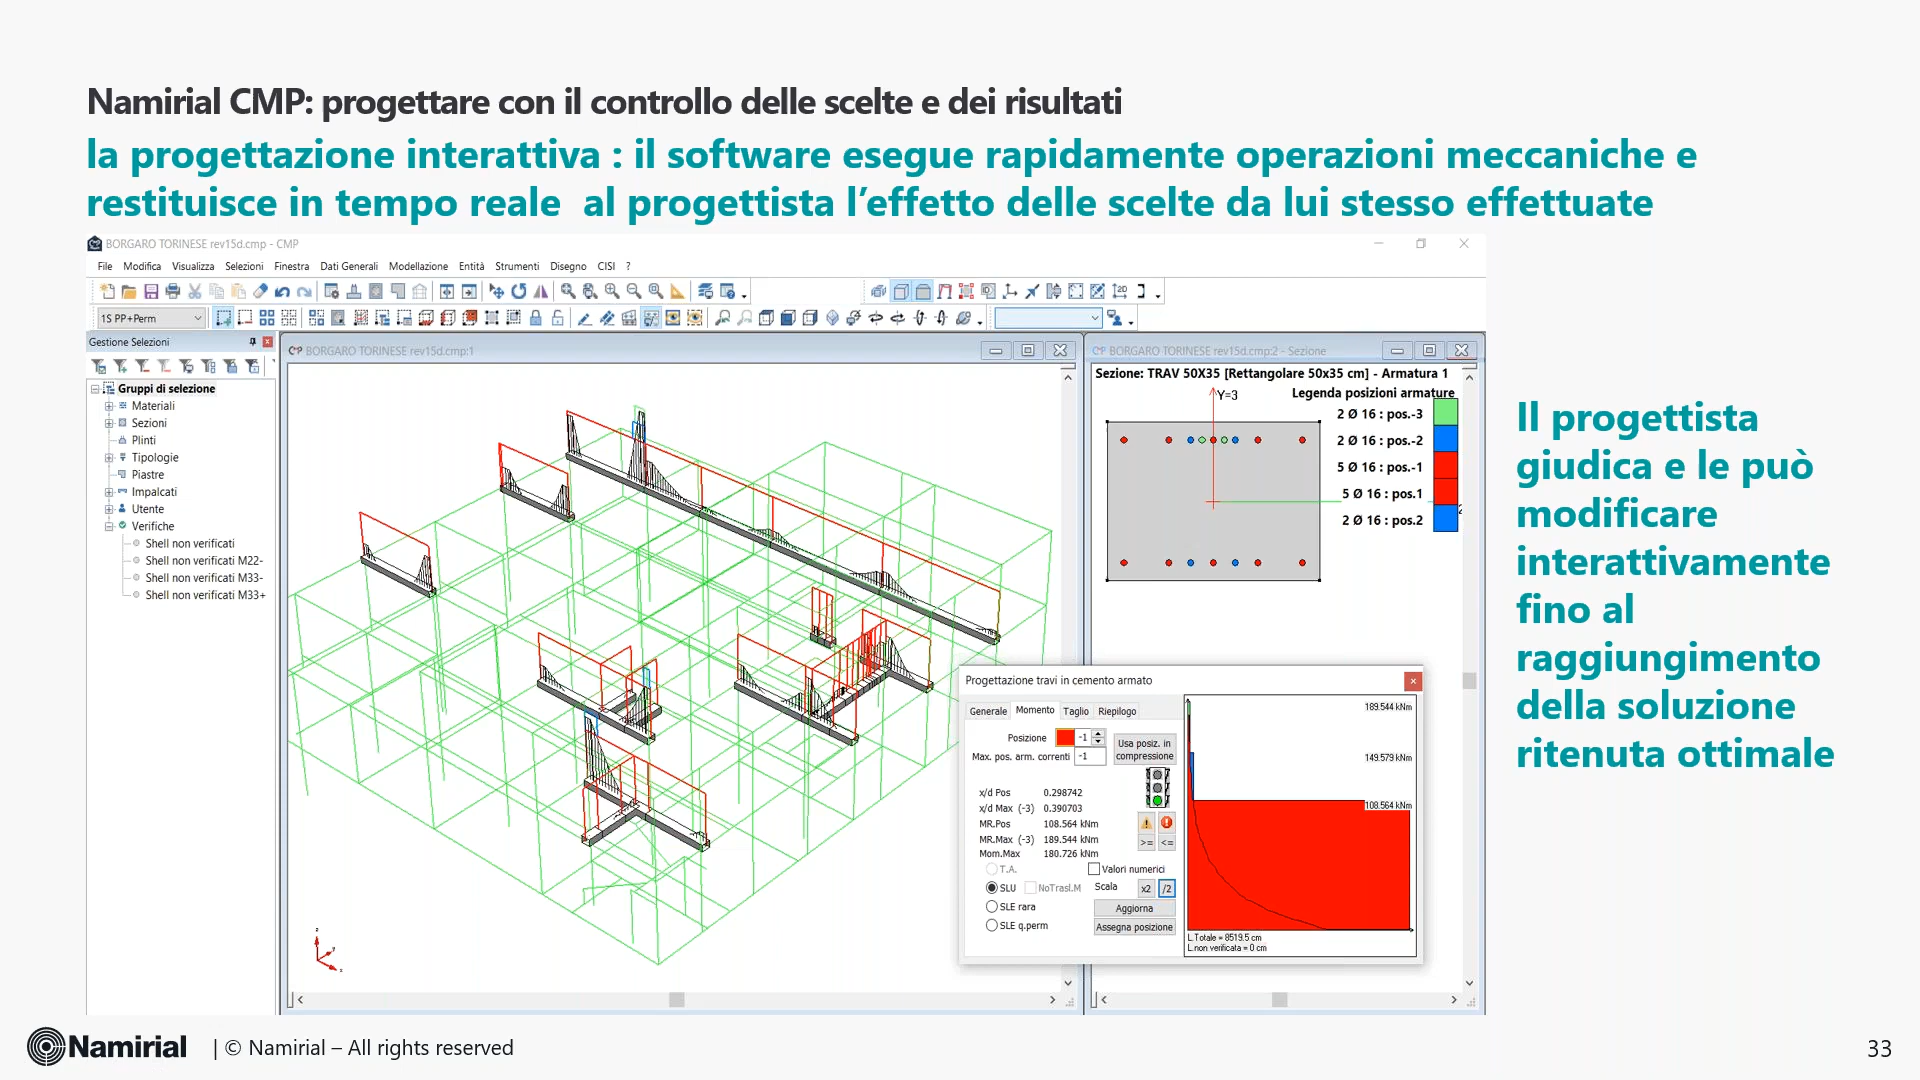 Namirial CMP: progettare con il controllo delle scelte e dei risultati
la progettazione interattiva : il software esegue rapidamente operazioni meccaniche e
restituisce in tempo reale  al progettista l’effetto delle scelte da lui stesso effettuate
BORGARO TORINESE rev15d.cmp - CMP
File Modifica Visualizza Selezioni Finestra Dati Generali Modellazione Entità Strumenti Disegno CISI ?
1S PP+Perm
Gestione Selezioni
Gruppi di selezione
Materiali
Sezioni
Plinti
Tipologie
Piastre
Impalcati
Utente
Verifiche
Shell non verificati
Shell non verificati M22-
Shell non verificati M33-
Shell non verificati M33+
BORGARO TORINESE rev15d.cmp:1
BORGARO TORINESE rev15d.cmp:2 - Sezione
Sezione: TRAV 50X35 [Rettangolare 50x35 cm] - Armatura 1
Y=3
Legenda posizioni armature
2 Ø 16 : pos.-3
2 Ø 16 : pos.-2
5 Ø 16 : pos.-1
5 Ø 16 : pos.1
2 Ø 16 : pos.2
Progettazione travi in cemento armato
Generale Momento Taglio Riepilogo
Posizione -1
Max. pos. arm. correnti -1
Usa posiz. in
compressione
x/d Pos 0.298742
x/d Max (-3) 0.390703
MR.Pos 108.564 kNm
MR.Max (-3) 189.544 kNm
Mom.Max 180.726 kNm
>= <=
T.A.
Valori numerici
SLU NoTrasl.M Scala x2 /2
SLE rara
Aggiorna
SLE q.perm
Assegna posizione
189.544 kNm
149.579 kNm
108.564 kNm
L.Totale = 8519.5 cm
L.non verificata = 0 cm
Il progettista
giudica e le può
modificare
interattivamente
fino al
raggiungimento
della soluzione
ritenuta ottimale
Namirial | © Namirial – All rights reserved
33